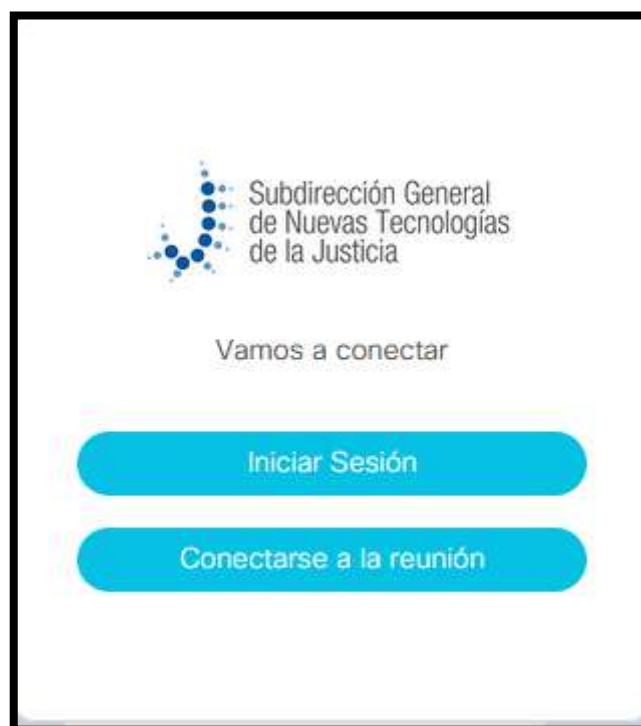 Subdirección General
de Nuevas Tecnologías
de la Justicia
Vamos a conectar
Iniciar Sesión
Conectarse a la reunión